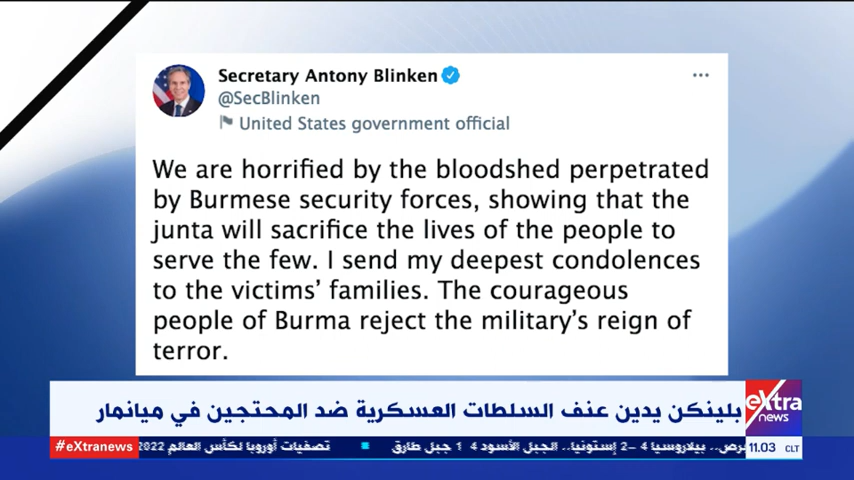 Secretary Antony Blinken
@SecBlinken
United States government official
We are horrified by the bloodshed perpetrated
by Burmese security forces, showing that the
junta will sacrifice the lives of the people to
serve the few. I send my deepest condolences
to the victims’ families. The courageous
people of Burma reject the military’s reign of
terror.
بلينكن يدين عنف السلطات العسكرية ضد المحتجين في ميانمار
eXtra
news
#eXtranews
برص.. بيلاروسيا 4 -2 إستونيا.. الجبل الأسود 4 1 جبل طارق
تصفيات أوروبا لكأس العالم 2022
11.03 CLT